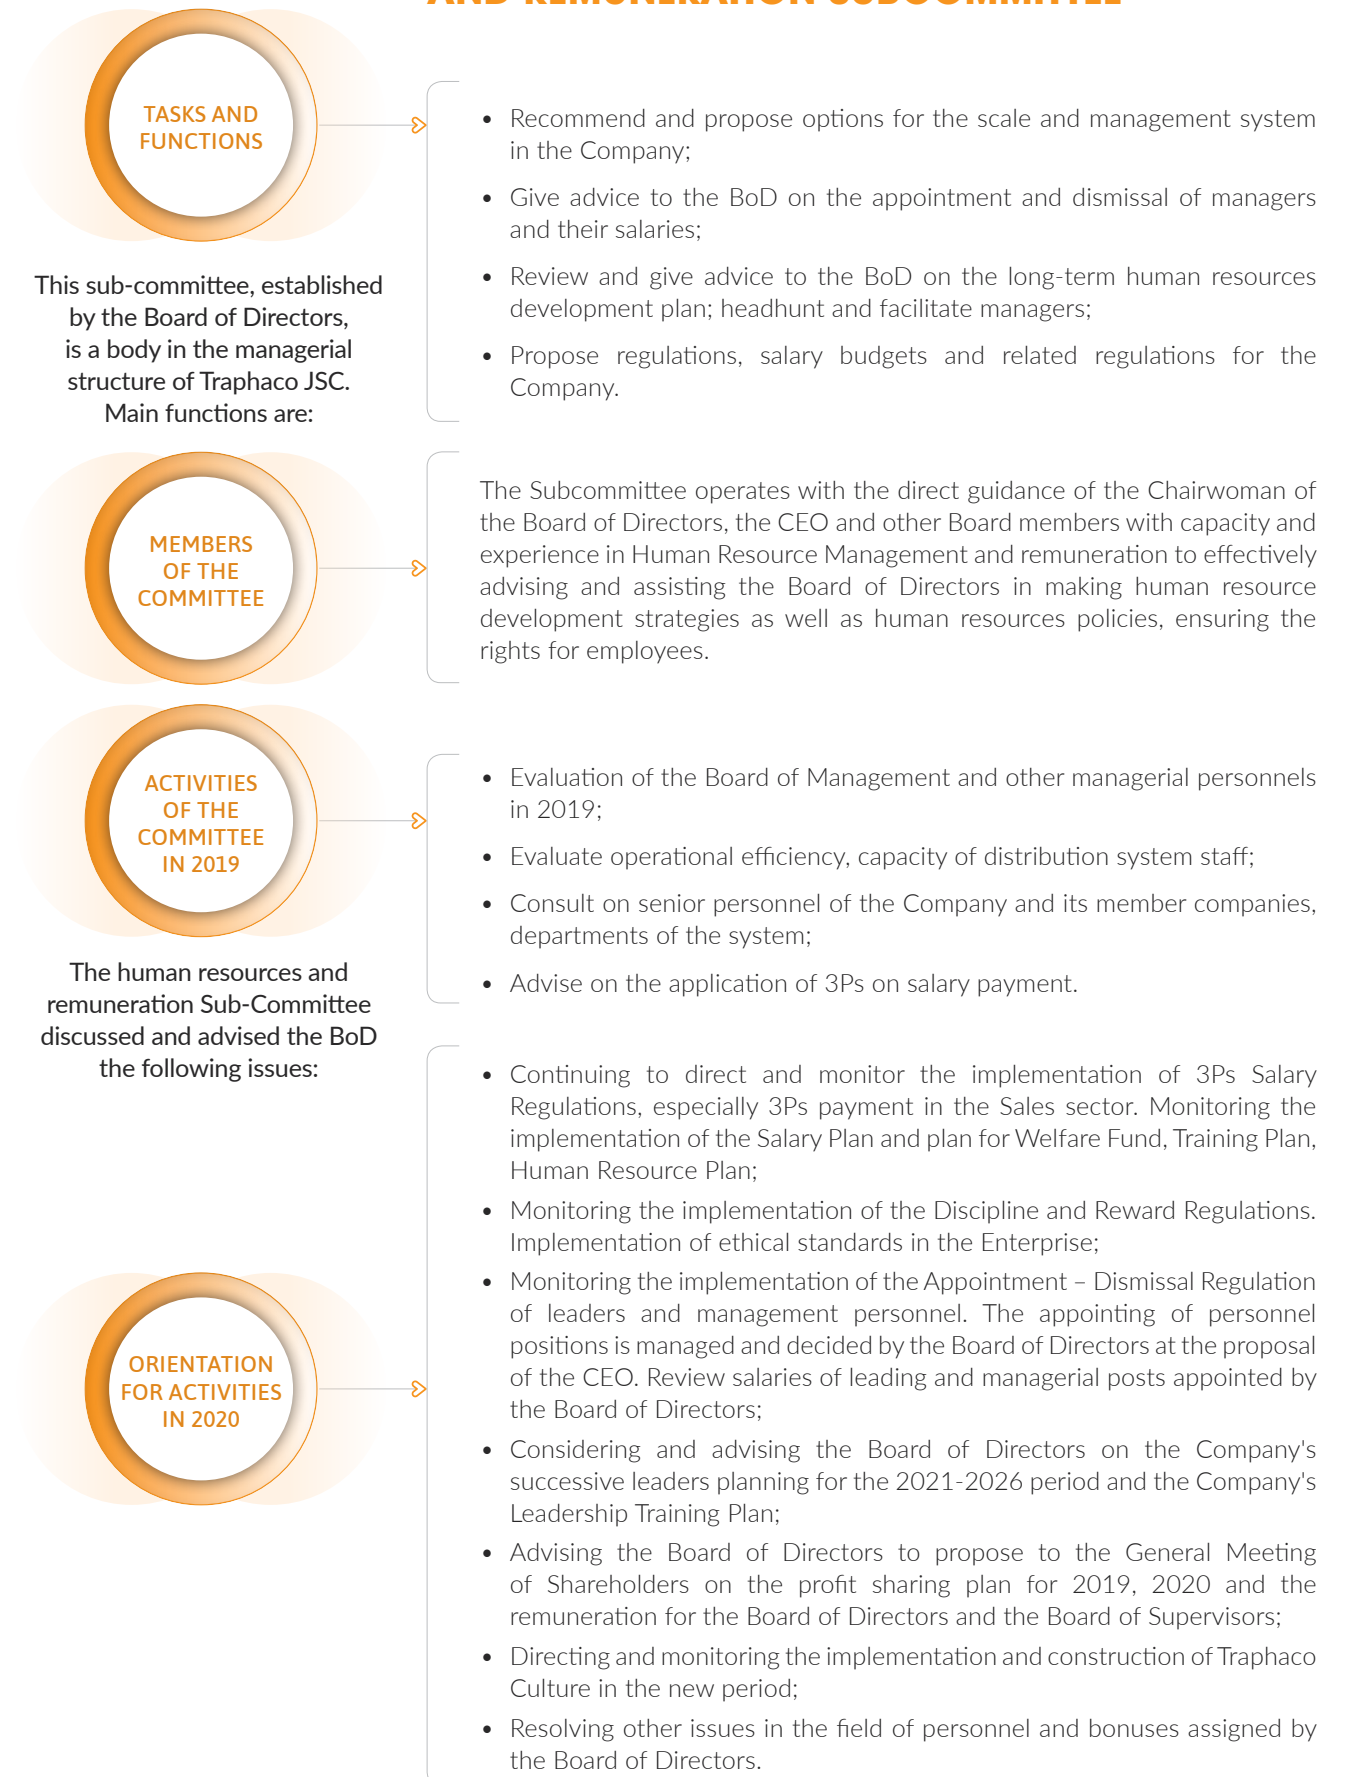 AND REMUNERATION SUBCOMMITTEE
TASKS AND
FUNCTIONS
This sub-committee, established
by the Board of Directors,
is a body in the managerial
structure of Traphaco JSC.
Main functions are:
• Recommend and propose options for the scale and management system
in the Company;
• Give advice to the BoD on the appointment and dismissal of managers
and their salaries;
• Review and give advice to the BoD on the long-term human resources
development plan; headhunt and facilitate managers;
• Propose regulations, salary budgets and related regulations for the
Company.
MEMBERS
OF THE
COMMITTEE
The Subcommittee operates with the direct guidance of the Chairwoman of
the Board of Directors, the CEO and other Board members with capacity and
experience in Human Resource Management and remuneration to effectively
advising and assisting the Board of Directors in making human resource
development strategies as well as human resources policies, ensuring the
rights for employees.
ACTIVITIES
OF THE
COMMITTEE
IN 2019
The human resources and
remuneration Sub-Committee
discussed and advised the BoD
the following issues:
• Evaluation of the Board of Management and other managerial personnels
in 2019;
• Evaluate operational efficiency, capacity of distribution system staff;
• Consult on senior personnel of the Company and its member companies,
departments of the system;
• Advise on the application of 3Ps on salary payment.
ORIENTATION
FOR ACTIVITIES
IN 2020
• Continuing to direct and monitor the implementation of 3Ps Salary
Regulations, especially 3Ps payment in the Sales sector. Monitoring the
implementation of the Salary Plan and plan for Welfare Fund, Training Plan,
Human Resource Plan;
• Monitoring the implementation of the Discipline and Reward Regulations.
Implementation of ethical standards in the Enterprise;
• Monitoring the implementation of the Appointment – Dismissal Regulation
of leaders and management personnel. The appointing of personnel
positions is managed and decided by the Board of Directors at the proposal
of the CEO. Review salaries of leading and managerial posts appointed by
the Board of Directors;
• Considering and advising the Board of Directors on the Company's
successive leaders planning for the 2021-2026 period and the Company's
Leadership Training Plan;
• Advising the Board of Directors to propose to the General Meeting
of Shareholders on the profit sharing plan for 2019, 2020 and the
remuneration for the Board of Directors and the Board of Supervisors;
• Directing and monitoring the implementation and construction of Traphaco
Culture in the new period;
• Resolving other issues in the field of personnel and bonuses assigned by
the Board of Directors.